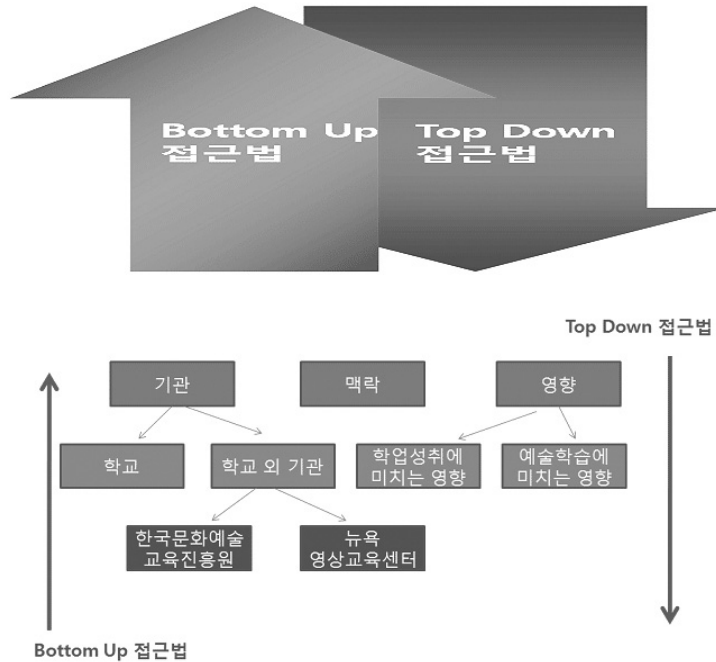 Bottom Up
접근법
Top Down
접근법
Top Down 접근법
기관
맥락
영향
학교
학교 외 기관
학업성취에
미치는 영향
예술학습에
미치는 영향
한국문화예술
교육진흥원
뉴욕
영상교육센터
Bottom Up 접근법